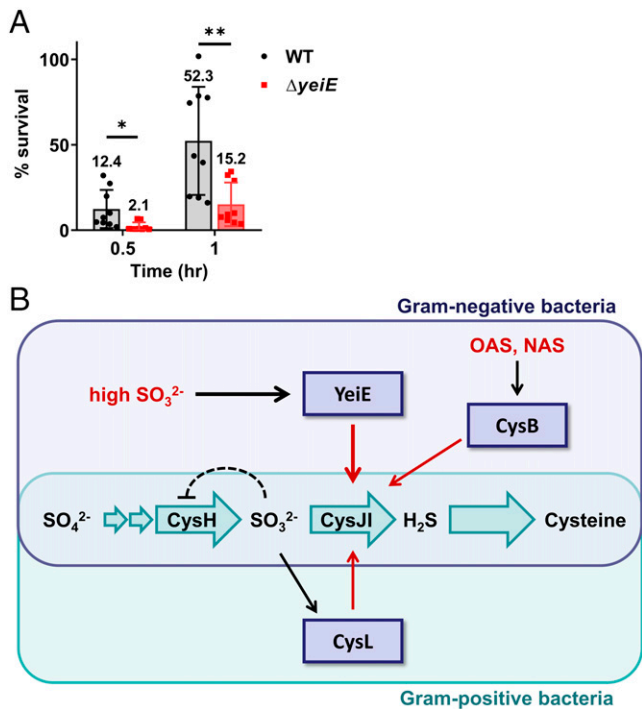 A
% survival
100
50
0
12.4
2.1
52.3
15.2
*
**
0.5
1
Time (hr)
WT
ΔyeiE
B
Gram-negative bacteria
OAS, NAS
high SO₃²⁻
YeiE
CysB
SO₄²⁻
CysH
SO₃²⁻
CysJI
H₂S
Cysteine
CysL
Gram-positive bacteria